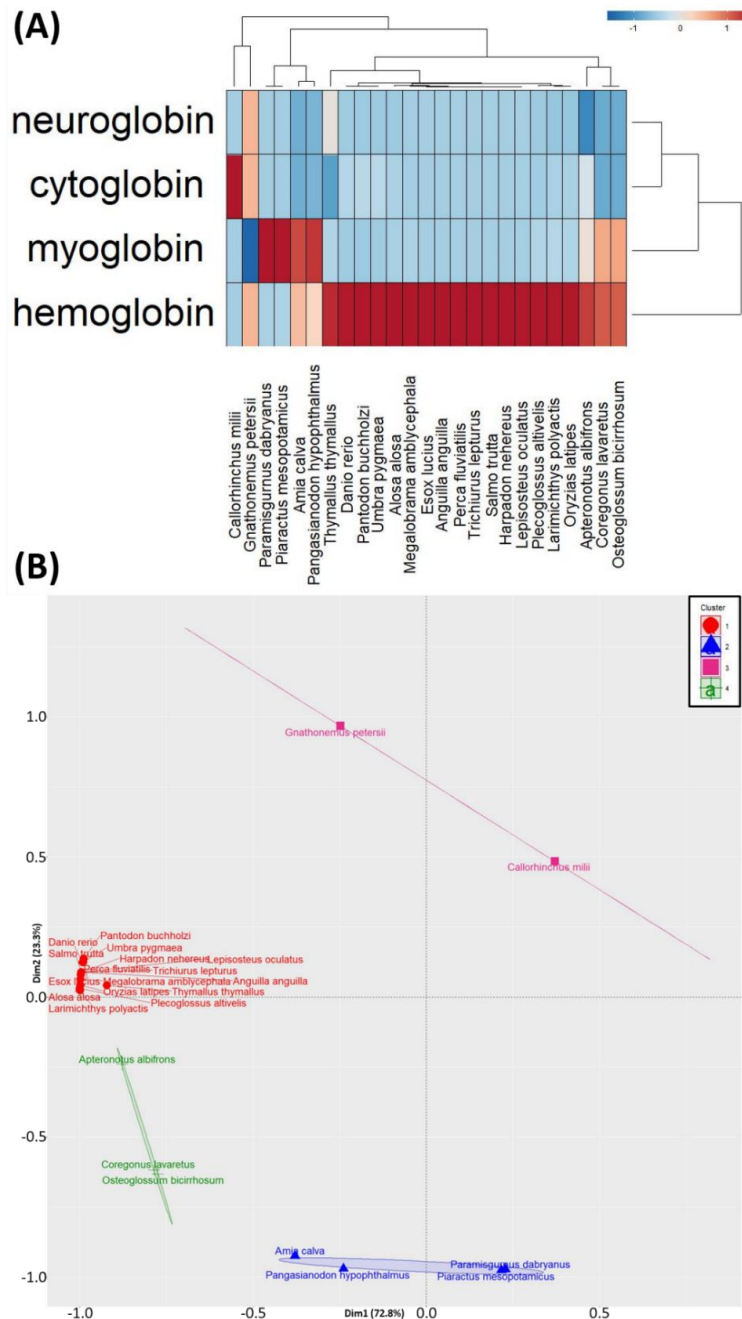 (A)
-1 0 1
neuroglobin
cytoglobin
myoglobin
hemoglobin
Callorhinchus milii
Gnathonemus petersii
Paramisgurnus dabryanus
Piaractus mesopotamicus
Amia calva
Pangasianodon hypophthalmus
Thymallus thymallus
Danio rerio
Pantodon buchholzi
Umbra pygmaea
Alosa alosa
Megalobrama amblycephala
Esox lucius
Anguilla anguilla
Perca fluviatilis
Trichiurus lepturus
Salmo trutta
Harpadon nehereus
Lepisosteus oculatus
Plecoglossus altivelis
Larimichthys polyactis
Oryzias latipes
Apteronotus albifrons
Coregonus lavaretus
Osteoglossum bicirrhosum
(B)
Cluster
1
2
3
a 4
1.0
Gnathonemus petersii
0.5
Callorhinchus milii
Dim2 (23.3%)
Pantodon buchholzi
Danio rerio
Umbra pygmaea
Salmo trutta
Harpadon nehereus
Lepisosteus oculatus
Perca fluviatilis
Trichiurus lepturus
Esox lucius
Megalobrama amblycephala
Anguilla anguilla
0.0
Alosa alosa
Oryzias latipes
Thymallus thymallus
Larimichthys polyactis
Plecoglossus altivelis
Apteronotus albifrons
-0.5
Coregonus lavaretus
Osteoglossum bicirrhosum
Amia calva
-1.0
Pangasianodon hypophthalmus
Paramisgurnus dabryanus
Piaractus mesopotamicus
-1.0 -0.5 Dim1 (72.8%) 0.0 0.5